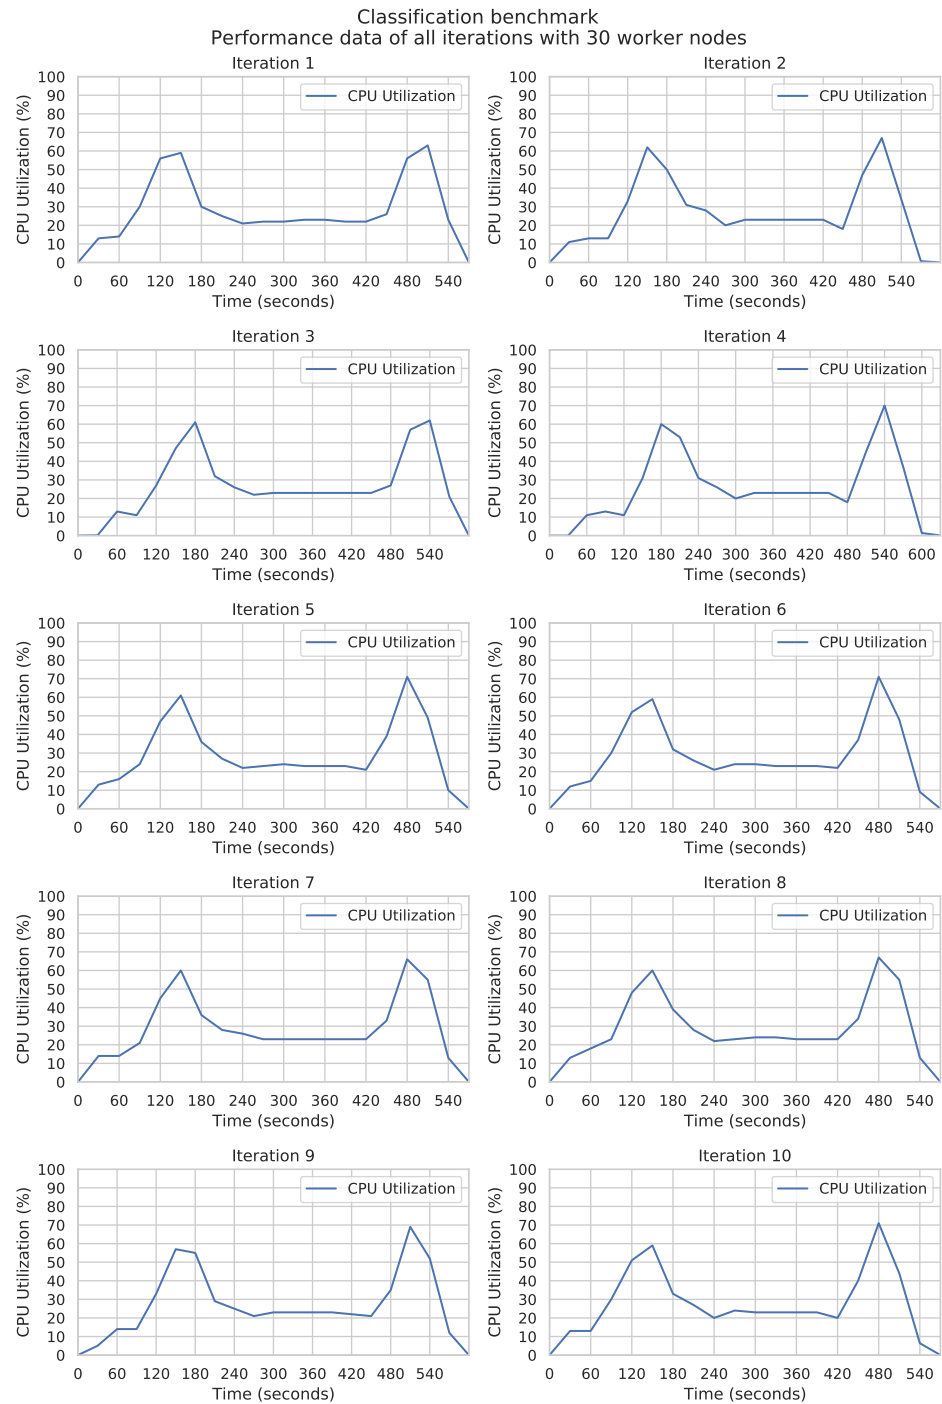 Classification benchmark
Performance data of all iterations with 30 worker nodes
Iteration 1
CPU Utilization (%)
100
90
80
70
60
50
40
30
20
10
0
CPU Utilization
0 60 120 180 240 300 360 420 480 540
Time (seconds)
Iteration 2
CPU Utilization (%)
100
90
80
70
60
50
40
30
20
10
0
CPU Utilization
0 60 120 180 240 300 360 420 480 540
Time (seconds)
Iteration 3
CPU Utilization (%)
100
90
80
70
60
50
40
30
20
10
0
CPU Utilization
0 60 120 180 240 300 360 420 480 540
Time (seconds)
Iteration 4
CPU Utilization (%)
100
90
80
70
60
50
40
30
20
10
0
CPU Utilization
0 60 120 180 240 300 360 420 480 540 600
Time (seconds)
Iteration 5
CPU Utilization (%)
100
90
80
70
60
50
40
30
20
10
0
CPU Utilization
0 60 120 180 240 300 360 420 480 540
Time (seconds)
Iteration 6
CPU Utilization (%)
100
90
80
70
60
50
40
30
20
10
0
CPU Utilization
0 60 120 180 240 300 360 420 480 540
Time (seconds)
Iteration 7
CPU Utilization (%)
100
90
80
70
60
50
40
30
20
10
0
CPU Utilization
0 60 120 180 240 300 360 420 480 540
Time (seconds)
Iteration 8
CPU Utilization (%)
100
90
80
70
60
50
40
30
20
10
0
CPU Utilization
0 60 120 180 240 300 360 420 480 540
Time (seconds)
Iteration 9
CPU Utilization (%)
100
90
80
70
60
50
40
30
20
10
0
CPU Utilization
0 60 120 180 240 300 360 420 480 540
Time (seconds)
Iteration 10
CPU Utilization (%)
100
90
80
70
60
50
40
30
20
10
0
CPU Utilization
0 60 120 180 240 300 360 420 480 540
Time (seconds)